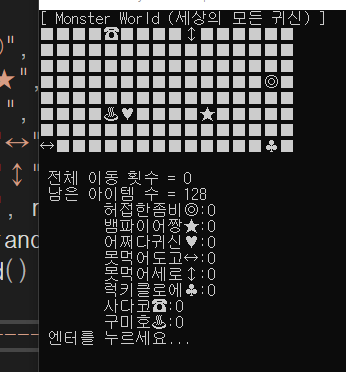 [ Monster World (세상의 모든 귀신) ]
■■■■☎■■■■↕■■■■■■
■■■■■■■■■■■■■■■■
■■■■■■■■■■■■■■■■
■■■■■■■■■■■■■■◎■
■■■■■■■■■■■■■■■■
■■■■♨♥■■■■★■■■■■
■■■■■■■■■■■■■■■■
↔■■■■■■■■■■■■■♣■
전체 이동 횟수 = 0
남은 아이템 수 = 128
허접한좀비◎:0
뱀파이어짱★:0
어쩌다귀신♥:0
못먹어도고↔:0
못먹어세로↕:0
럭키클로에♣:0
사다코☎:0
구미호♨:0
엔터를 누르세요...
★",
",
↔"
↕"
and
d()